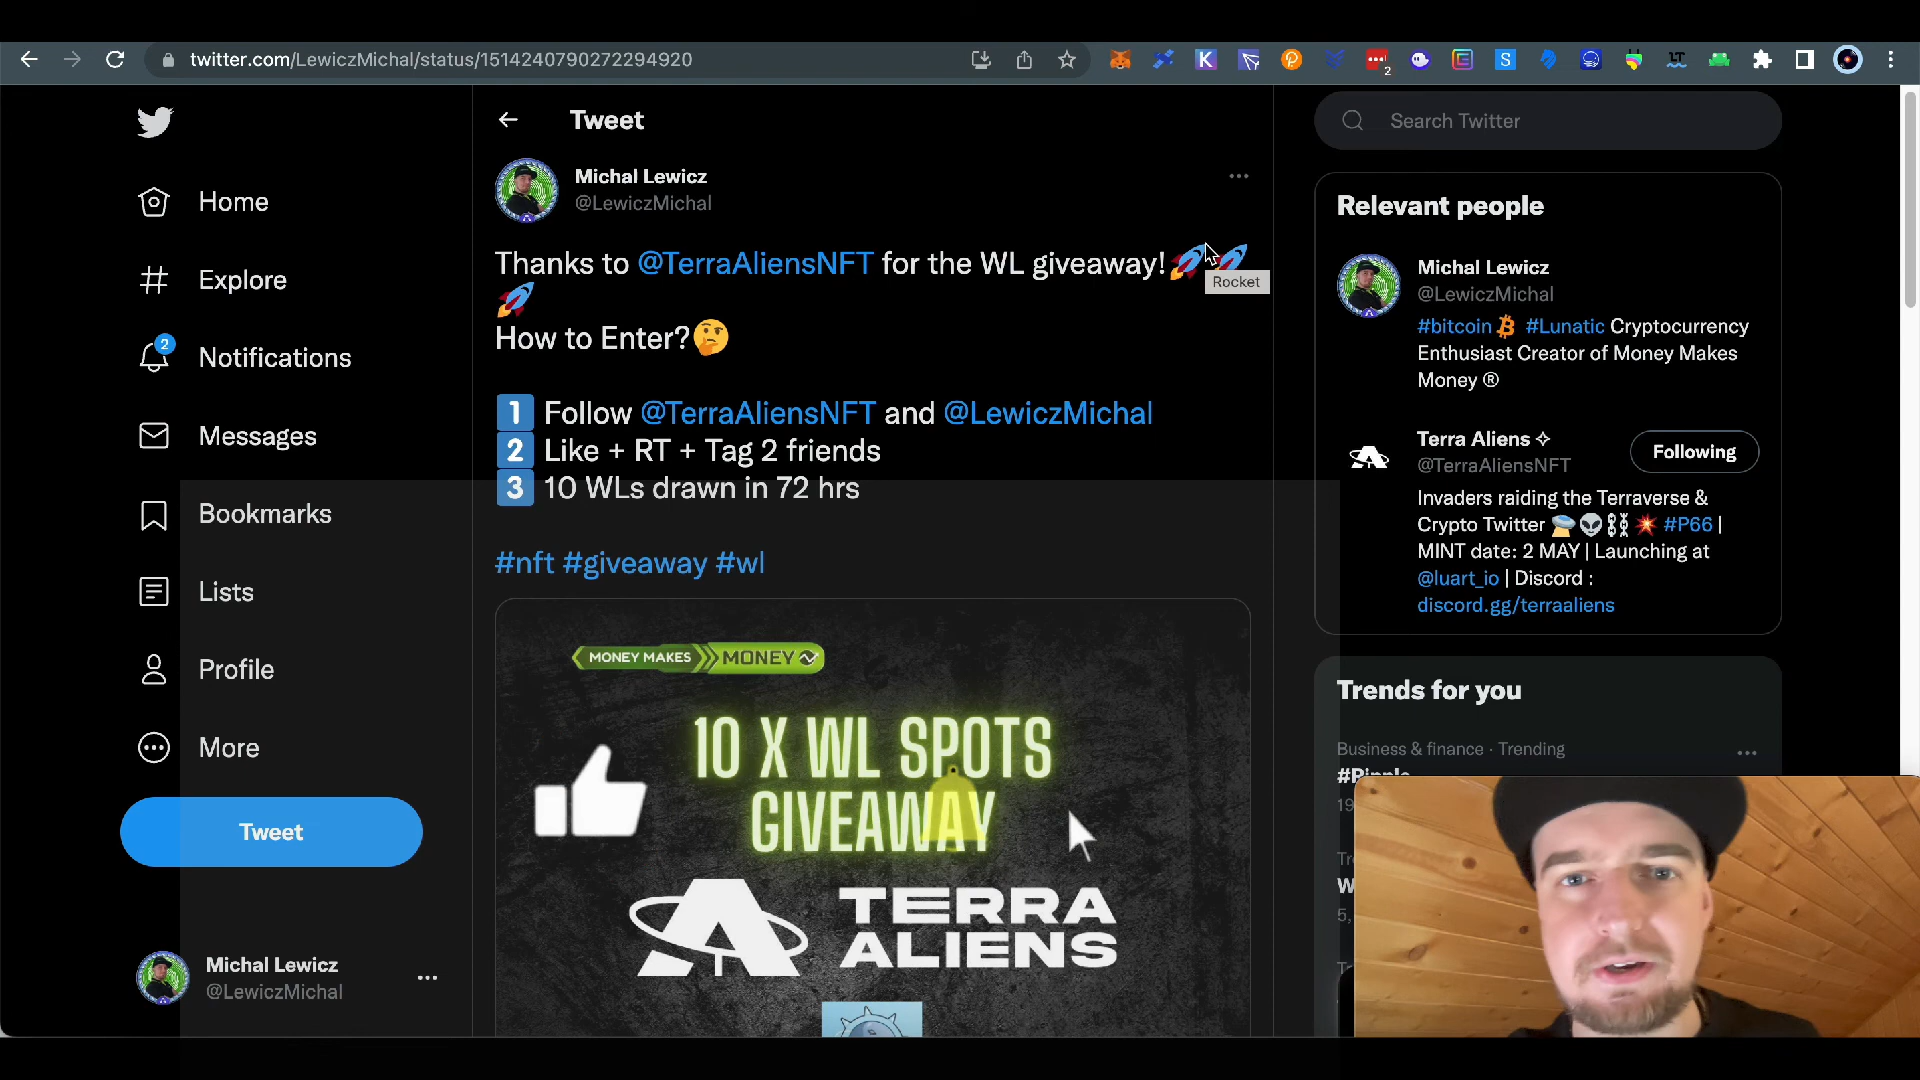 twitter.com/LewiczMichal/status/1514240790272294920
2
Home
Explore
2
Notifications
Messages
Bookmarks
Lists
Profile
More
Tweet
Michal Lewicz
@LewiczMichal
Tweet
Michal Lewicz
@LewiczMichal
Thanks to @TerraAliensNFT for the WL giveaway!🚀🚀
🚀
Rocket
How to Enter?🤔
1️⃣ Follow @TerraAliensNFT and @LewiczMichal
2️⃣ Like + RT + Tag 2 friends
3️⃣ 10 WLs drawn in 72 hrs
#nft #giveaway #wl
MONEY MAKES MONEY
10 X WL SPOTS
GIVEAWAY
TERRA
ALIENS
Search Twitter
Relevant people
Michal Lewicz
@LewiczMichal
#bitcoin #Lunatic Cryptocurrency
Enthusiast Creator of Money Makes
Money ®
Terra Aliens ✧
@TerraAliensNFT
Following
Invaders raiding the Terraverse &
Crypto Twitter 🛸👽⛓💥 #P66 |
MINT date: 2 MAY | Launching at
@luart_io | Discord :
discord.gg/terraaliens
Trends for you
Business & finance · Trending